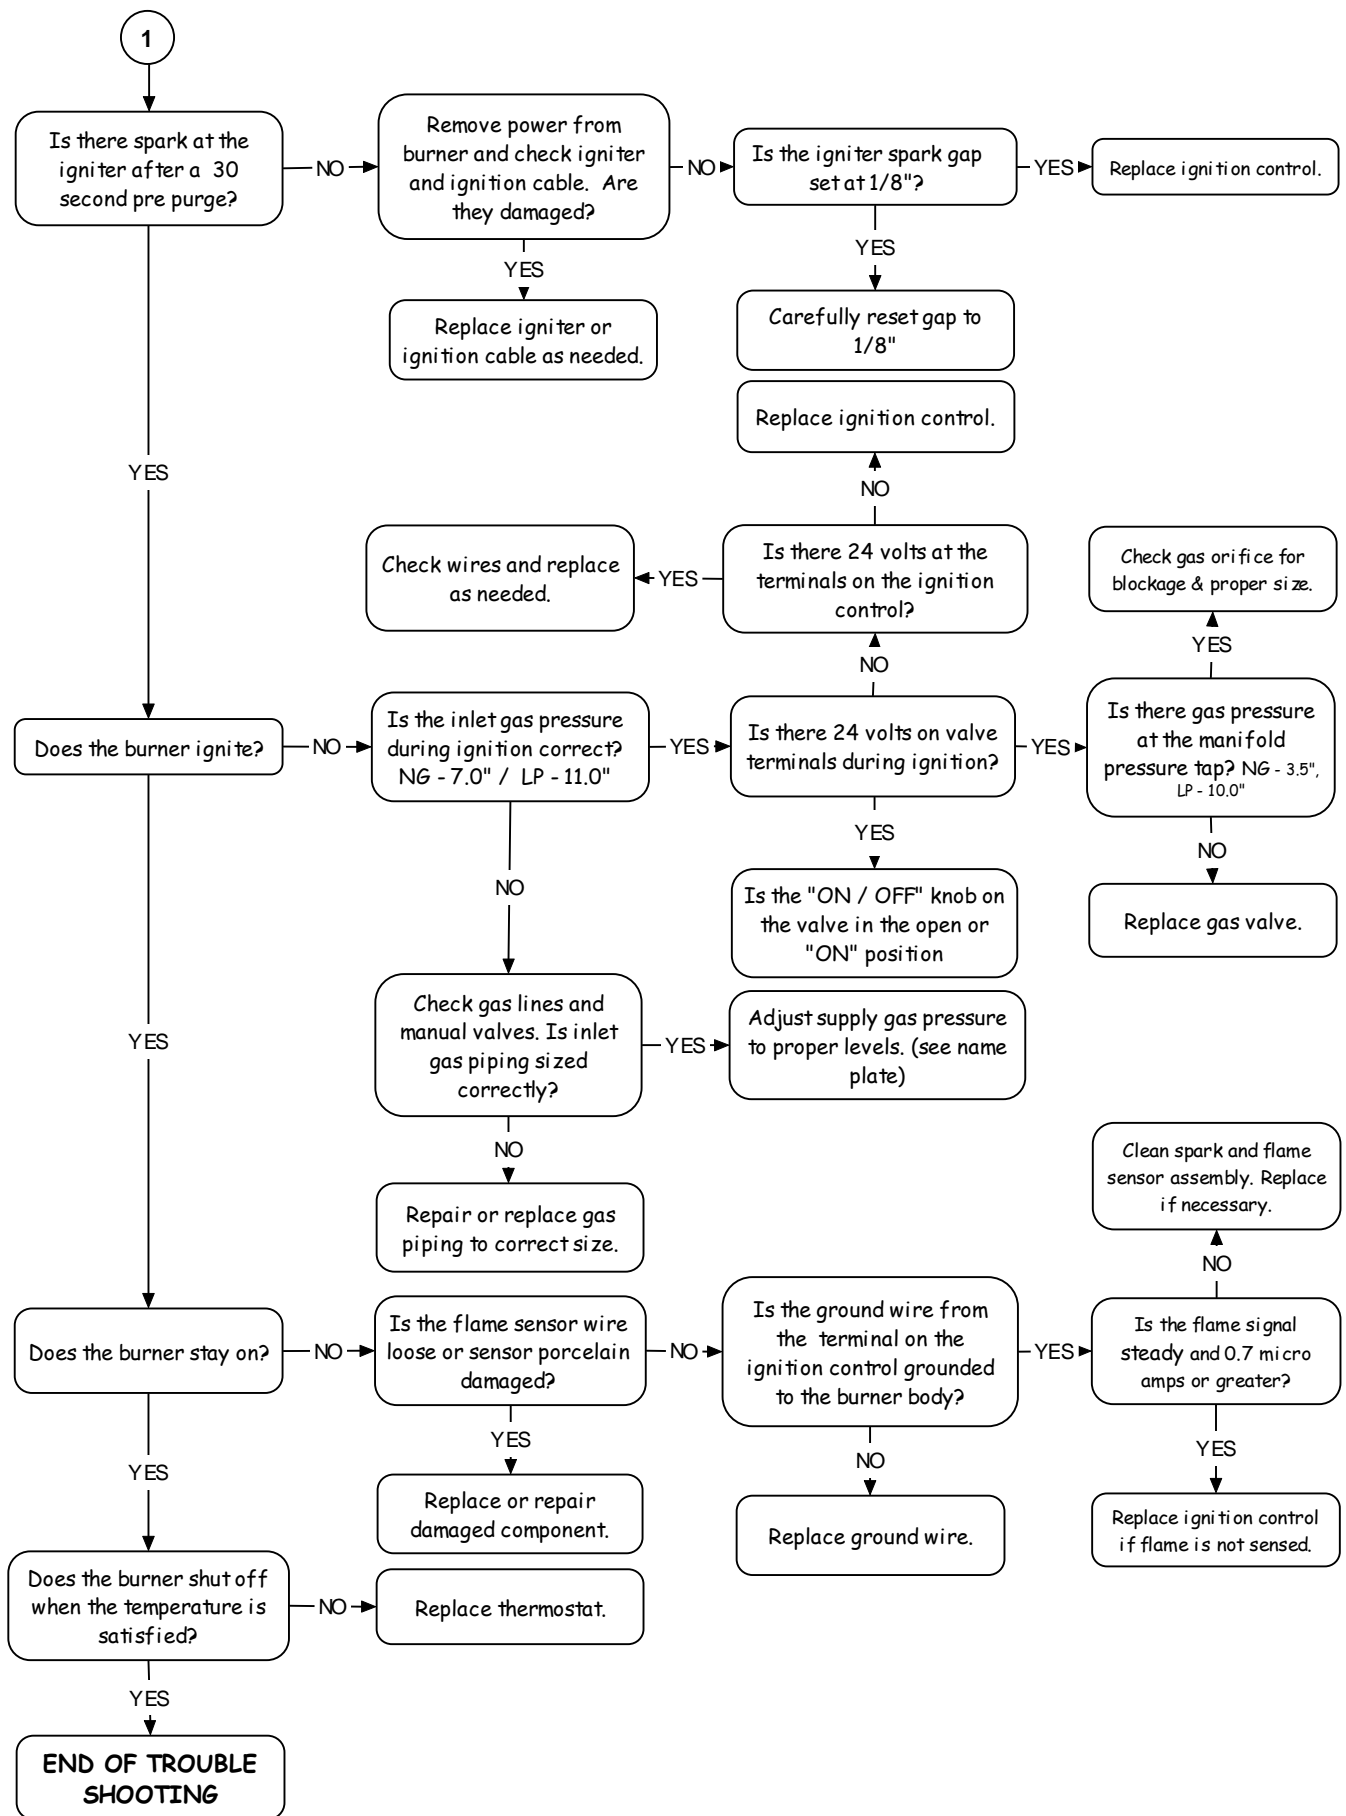 1
Is there spark at the
igniter after a 30
second pre purge?
NO
Remove power from
burner and check igniter
and ignition cable. Are
they damaged?
NO
Is the igniter spark gap
set at 1/8"?
YES
Replace ignition control.
YES
YES
Replace igniter or
ignition cable as needed.
Carefully reset gap to
1/8"
Replace ignition control.
YES
NO
Check wires and replace
as needed.
YES
Is there 24 volts at the
terminals on the ignition
control?
Check gas orifice for
blockage & proper size.
NO
YES
Does the burner ignite?
NO
Is the inlet gas pressure
during ignition correct?
NG - 7.0" / LP - 11.0"
YES
Is there 24 volts on valve
terminals during ignition?
YES
Is there gas pressure
at the manifold
pressure tap? NG - 3.5",
LP - 10.0"
YES
NO
NO
Is the "ON / OFF" knob on
the valve in the open or
"ON" position
Replace gas valve.
YES
Check gas lines and
manual valves. Is inlet
gas piping sized
correctly?
YES
Adjust supply gas pressure
to proper levels. (see name
plate)
NO
Repair or replace gas
piping to correct size.
Clean spark and flame
sensor assembly. Replace
if necessary.
NO
Does the burner stay on?
NO
Is the flame sensor wire
loose or sensor porcelain
damaged?
NO
Is the ground wire from
the terminal on the
ignition control grounded
to the burner body?
YES
Is the flame signal
steady and 0.7 micro
amps or greater?
YES
YES
NO
YES
Replace or repair
damaged component.
Replace ground wire.
Replace ignition control
if flame is not sensed.
Does the burner shut off
when the temperature is
satisfied?
NO
Replace thermostat.
YES
END OF TROUBLE
SHOOTING